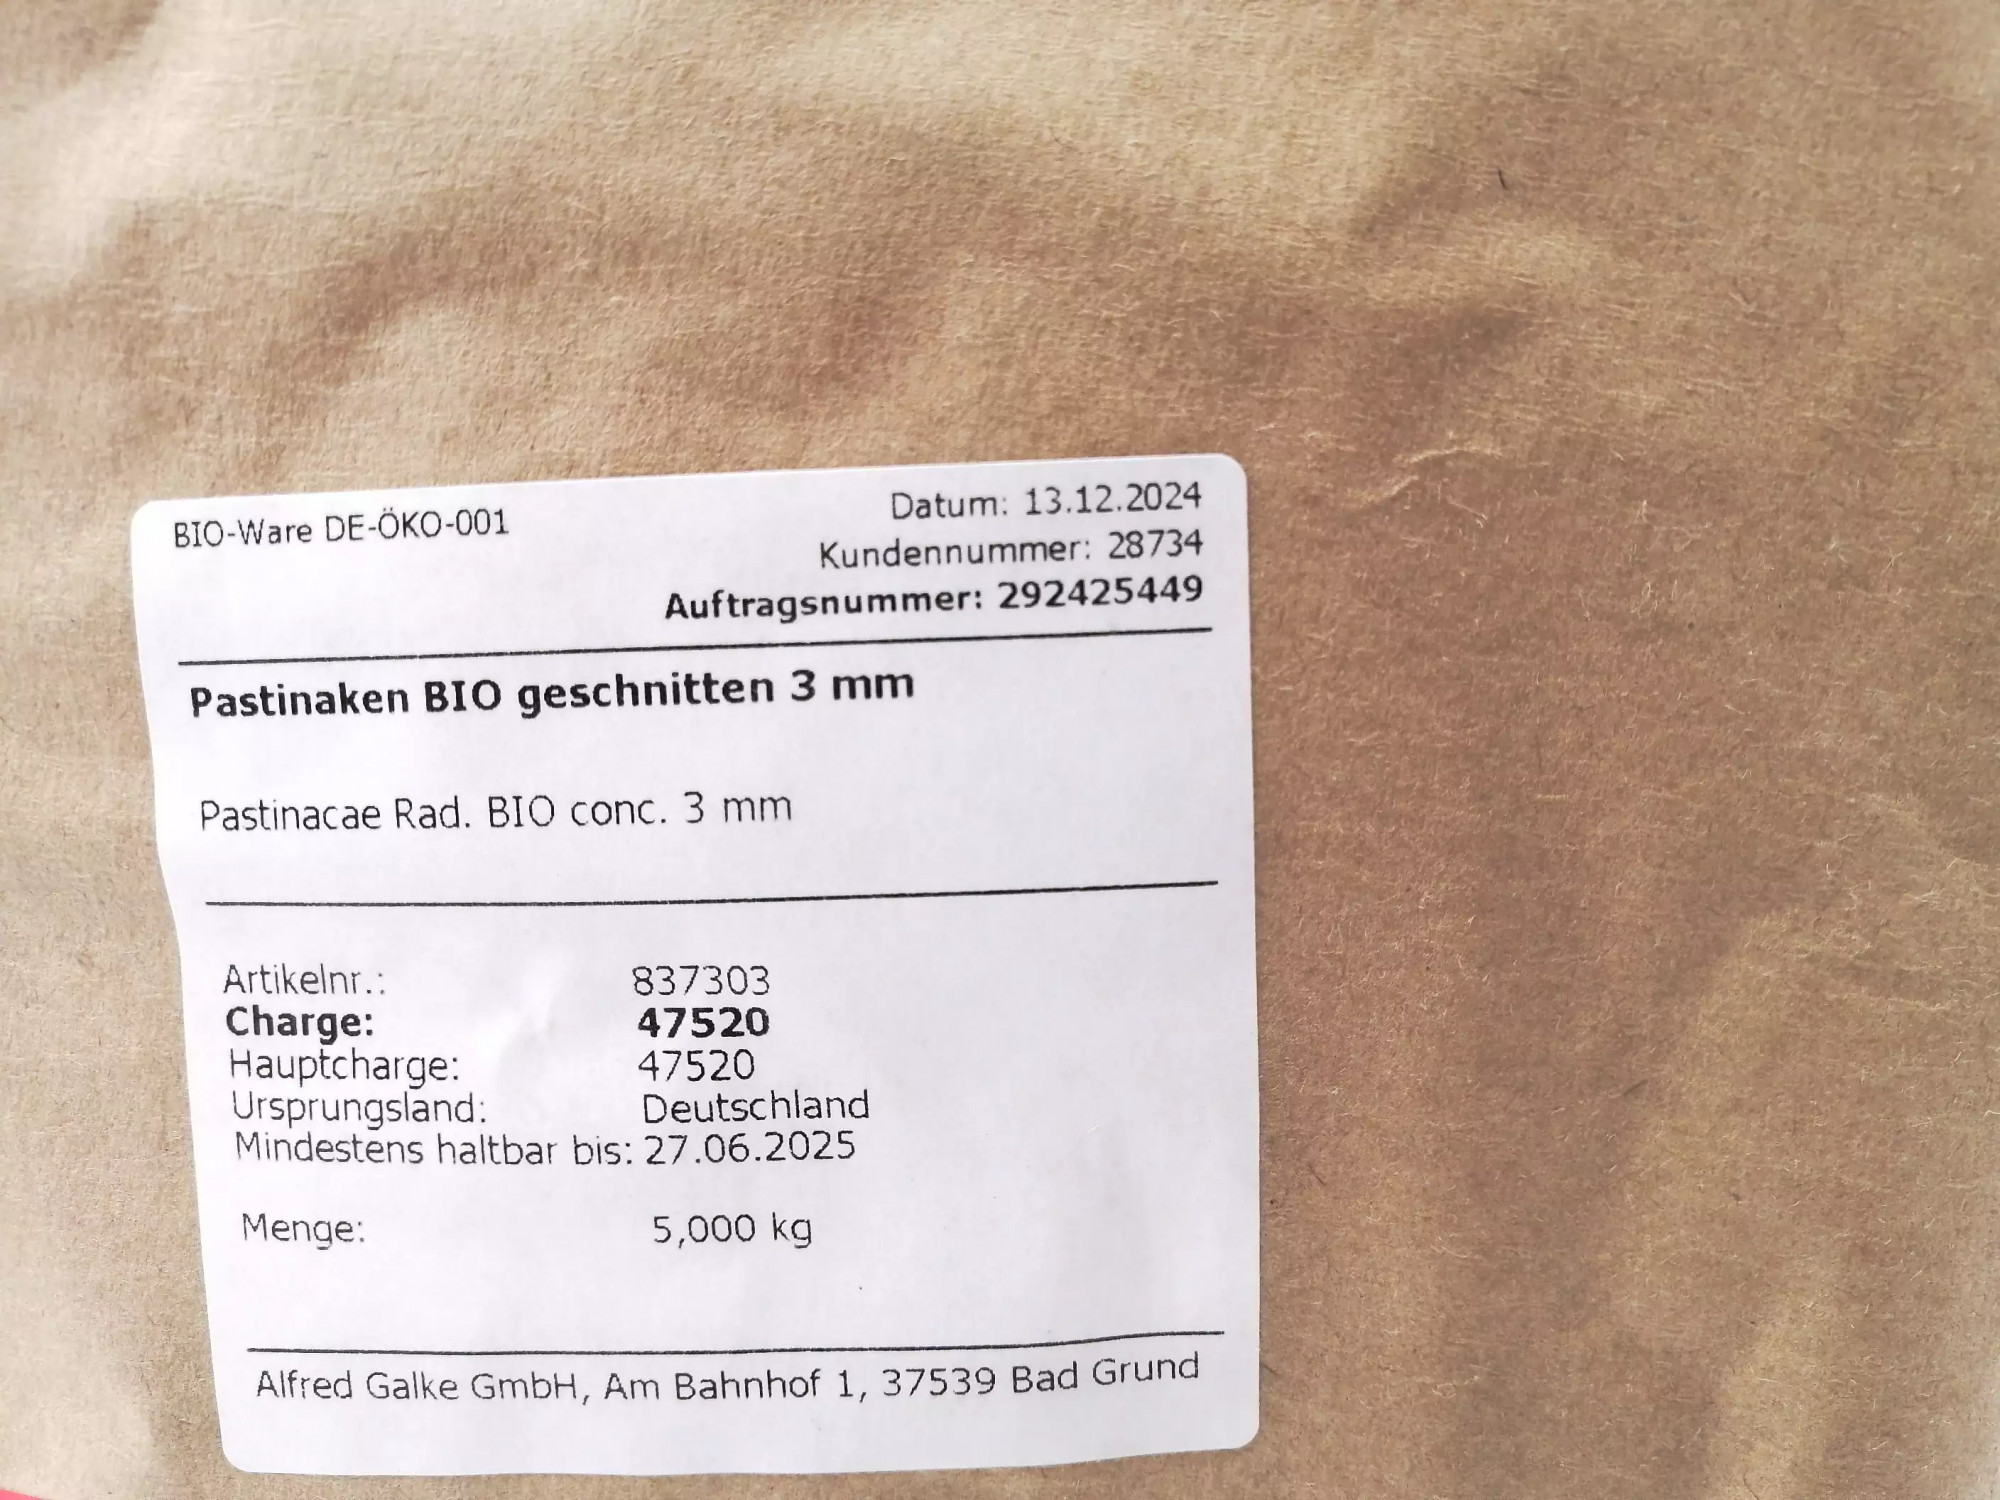 BIO-Ware DE-ÖKO-001
Datum: 13.12.2024
Kundennummer: 28734
Auftragsnummer: 292425449
Pastinaken BIO geschnitten 3 mm
Pastinacae Rad. BIO conc. 3 mm
Artikelnr.: 837303
Charge: 47520
Hauptcharge: 47520
Ursprungsland: Deutschland
Mindestens haltbar bis: 27.06.2025
Menge: 5,000 kg
Alfred Galke GmbH, Am Bahnhof 1, 37539 Bad Grund